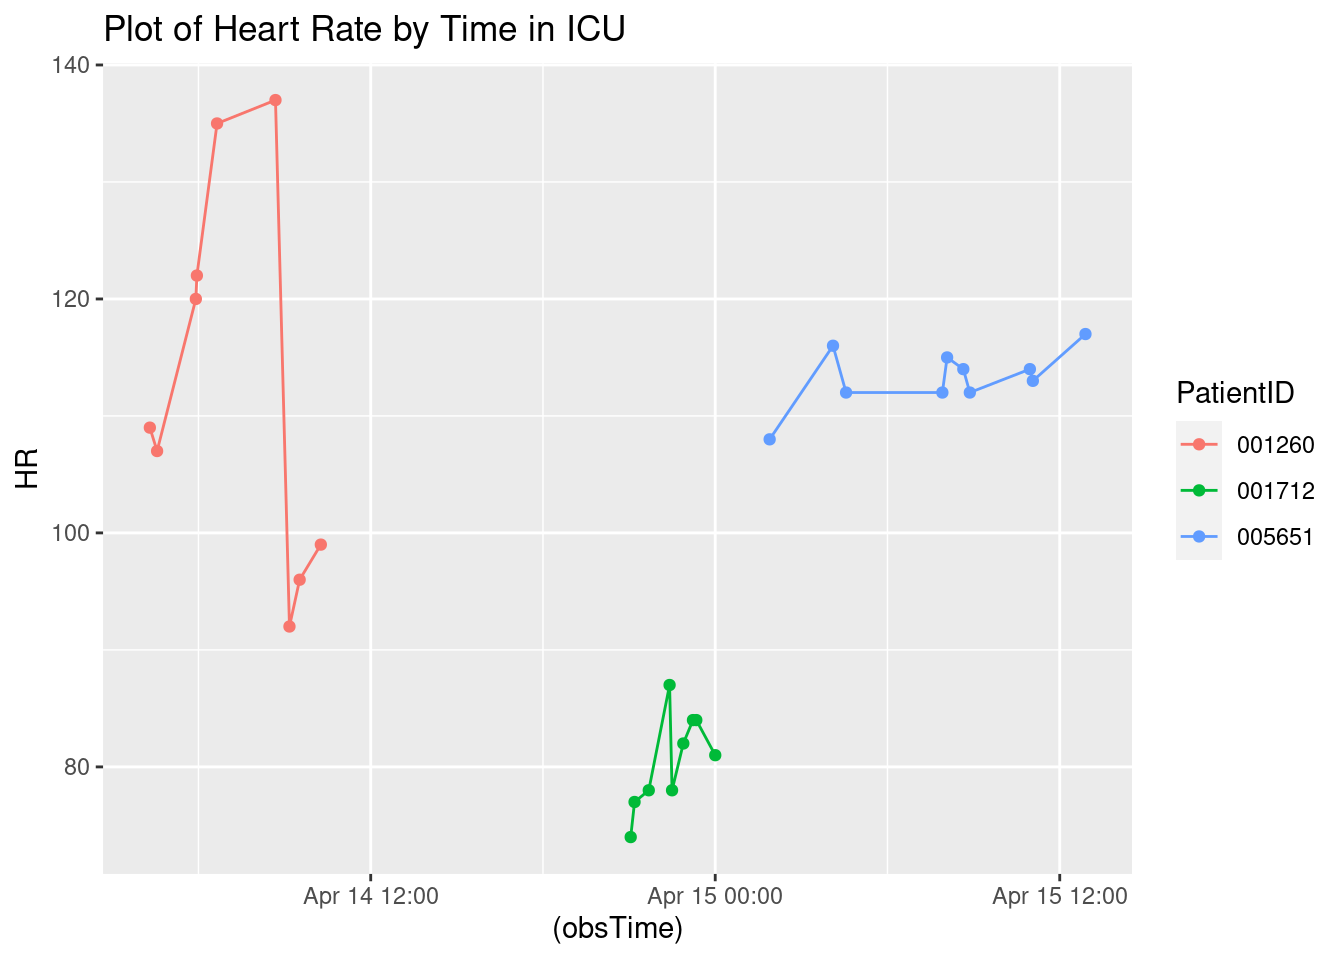 Plot of Heart Rate by Time in ICU
140
120
100
80
HR
Apr 14 12:00
Apr 15 00:00
Apr 15 12:00
(obsTime)
PatientID
001260
001712
005651